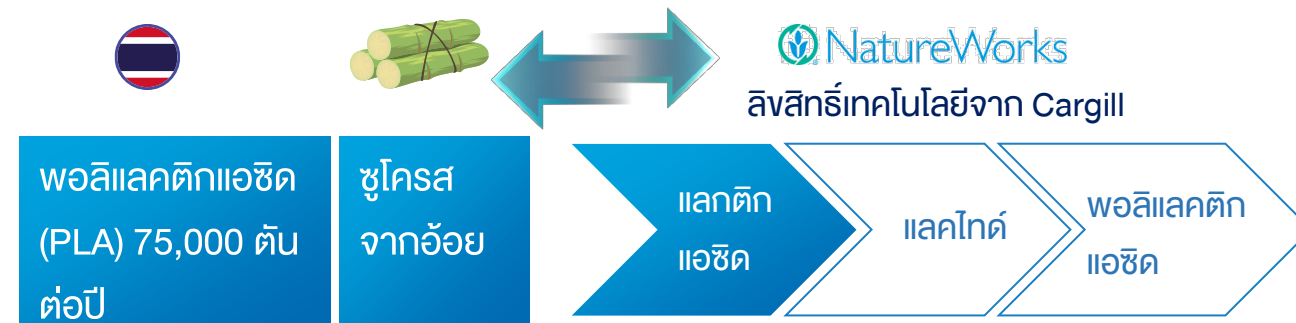 NatureWorks
ลิขสิทธิ์เทคโนโลยีจาก Cargill
พอลิแลคติกแอซิด
(PLA) 75,000 ตัน
ต่อปี
ซูโครส
จากอ้อย
แลกติก
แอซิด
แลคไทด์
พอลิแลคติก
แอซิด